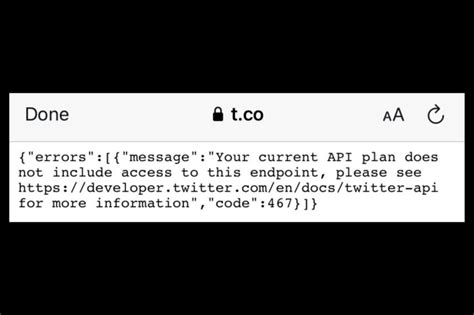 Done t.co AA
{"errors":[{"message":"Your current API plan does
not include access to this endpoint, please see
https://developer.twitter.com/en/docs/twitter-api
for more information","code":467}]}